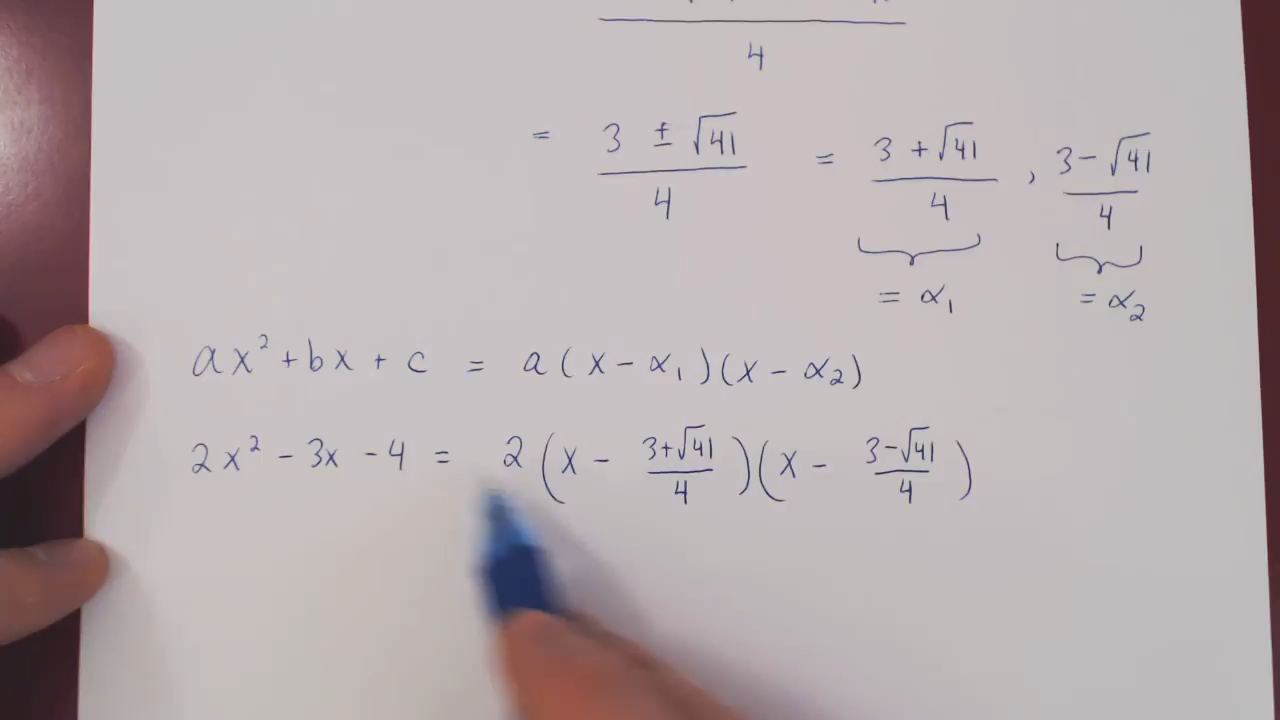 4
= 3 ± √41 / 4 = 3 + √41 / 4 , 3 − √41 / 4
= α₁ = α₂
ax² + bx + c = a(x − α₁)(x − α₂)
2x² − 3x − 4 = 2(x − 3+√41 / 4)(x − 3−√41 / 4)